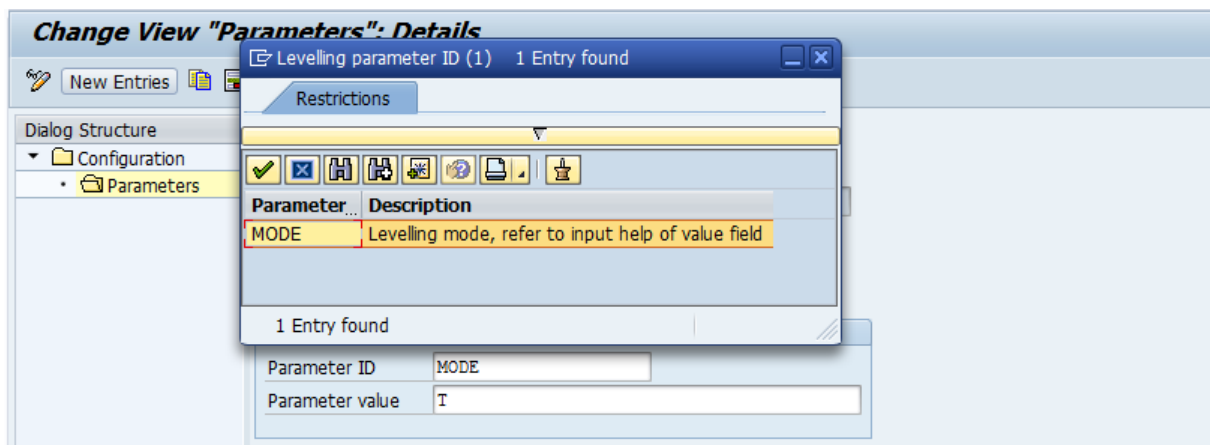 Change View "Parameters": Details
Levelling parameter ID (1) 1 Entry found
New Entries
Restrictions
Dialog Structure
Configuration
Parameters
Parameter... Description
MODE Levelling mode, refer to input help of value field
1 Entry found
Parameter ID MODE
Parameter value T